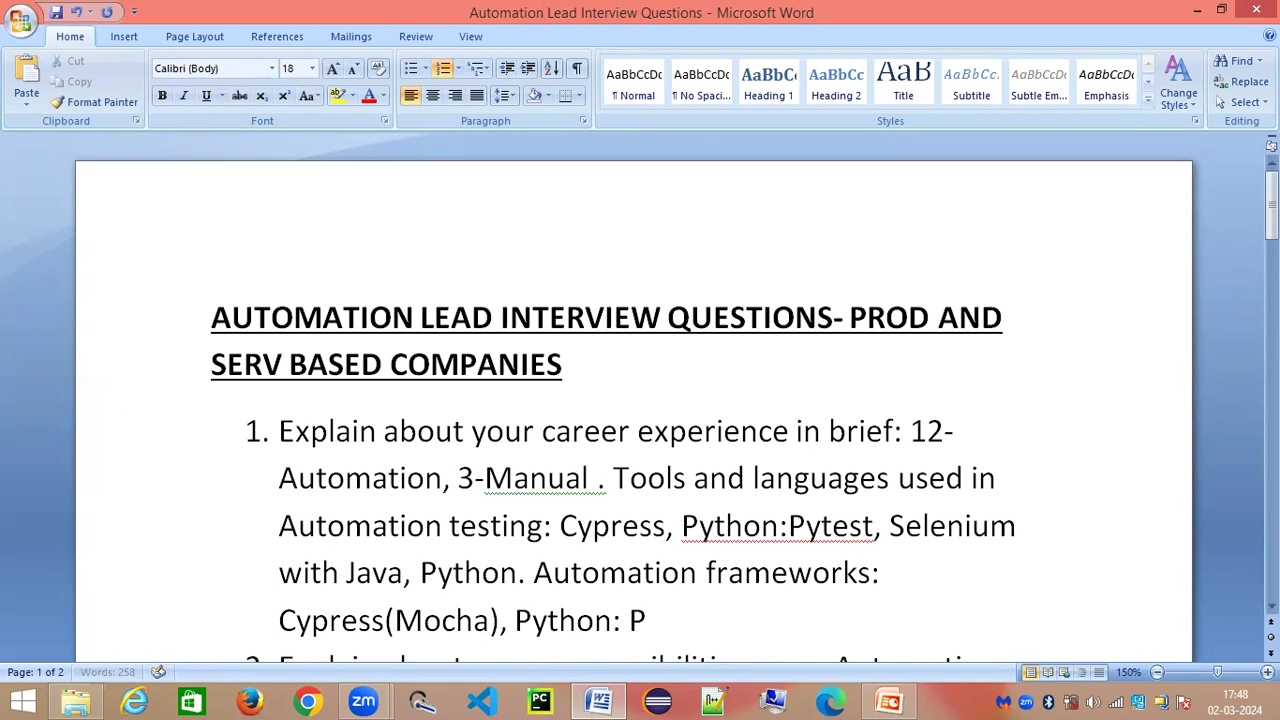 Automation Lead Interview Questions - Microsoft Word
Home Insert Page Layout References Mailings Review View
Paste
Cut
Copy
Format Painter
Clipboard
Calibri (Body) 18
Font
Paragraph
AaBbCcDc AaBbCcDc AaBbCc AaBbCc AaB AaBbCc. AaBbCcDc AaBbCcDc
¶ Normal ¶ No Spaci... Heading 1 Heading 2 Title Subtitle Subtle Em... Emphasis
Styles
Change Styles
Find
Replace
Select
Editing
AUTOMATION LEAD INTERVIEW QUESTIONS- PROD AND
SERV BASED COMPANIES
1. Explain about your career experience in brief: 12-
Automation, 3-Manual . Tools and languages used in
Automation testing: Cypress, Python:Pytest, Selenium
with Java, Python. Automation frameworks:
Cypress(Mocha), Python: P
Page: 1 of 2 Words: 258 150%
17:48
02-03-2024